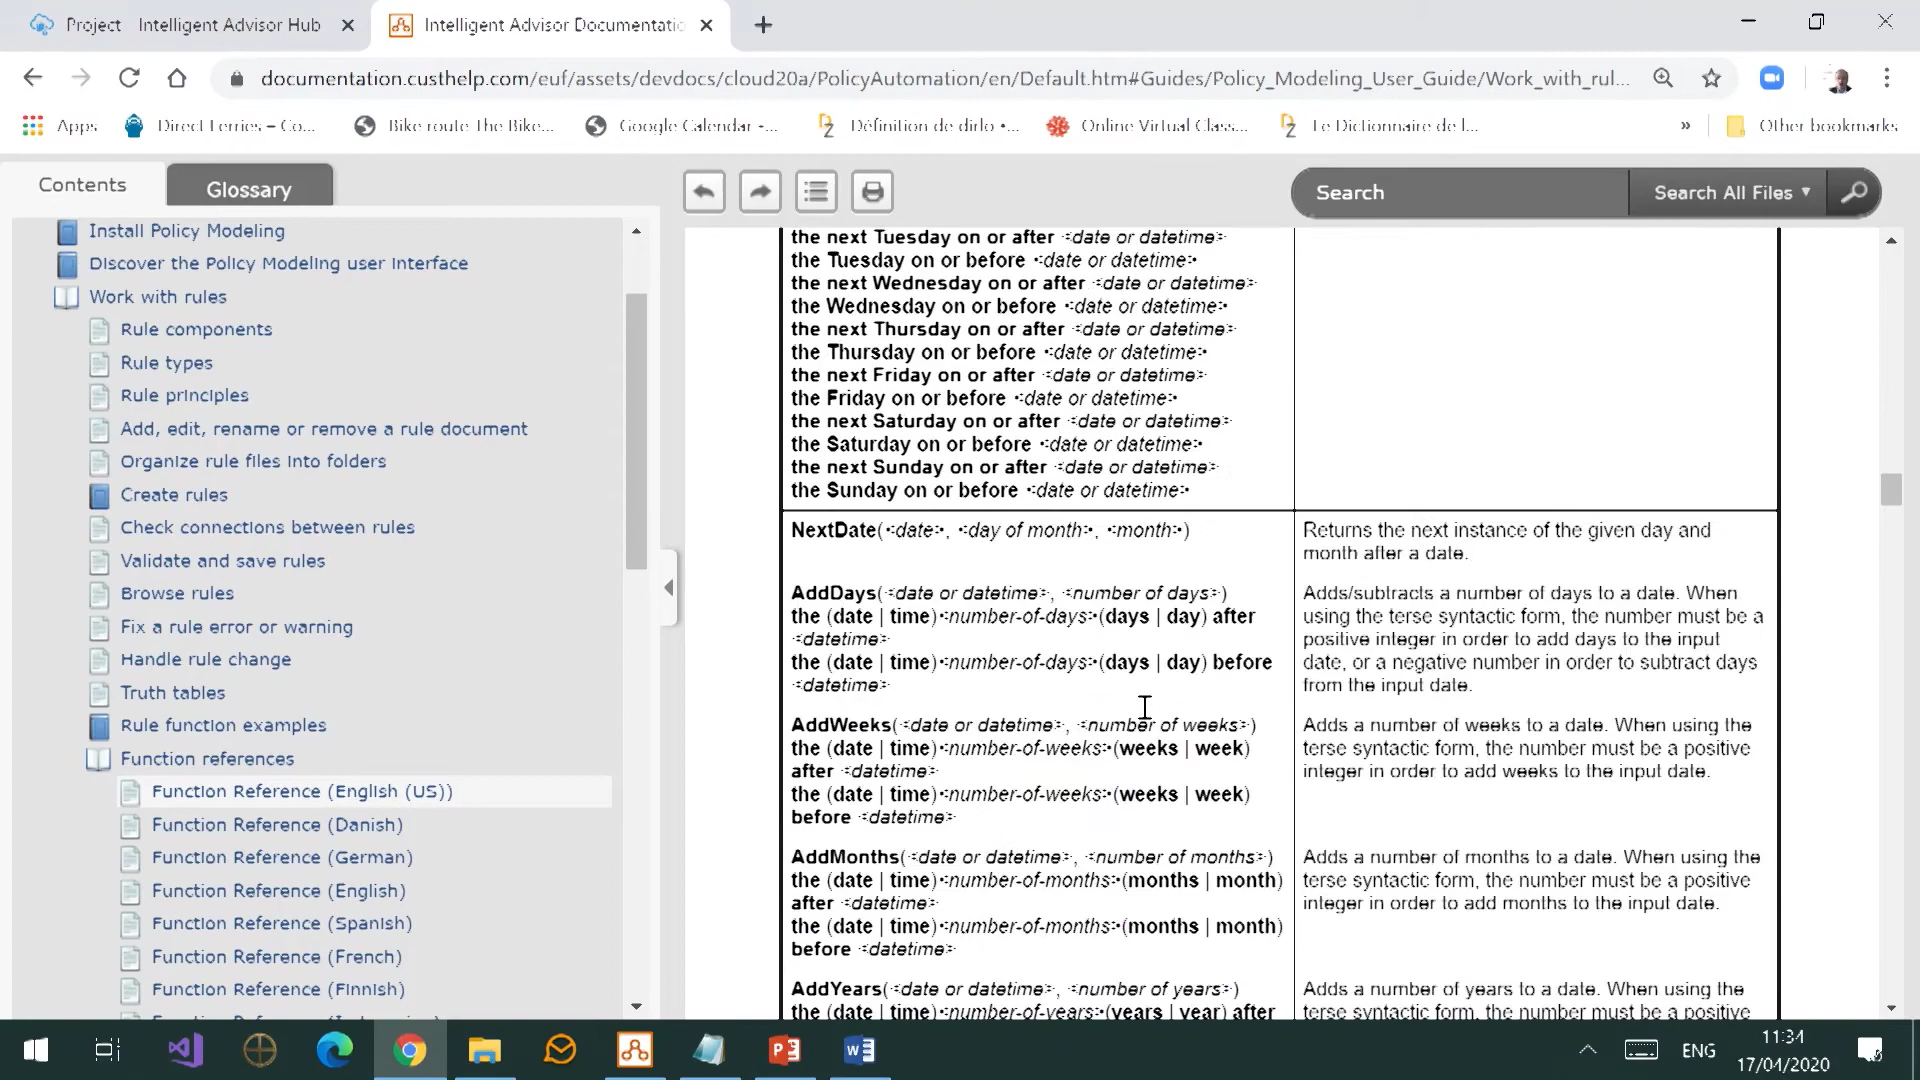 Project Intelligent Advisor Hub
Intelligent Advisor Documentatio
documentation.custhelp.com/euf/assets/devdocs/cloud20a/PolicyAutomation/en/Default.htm#Guides/Policy_Modeling_User_Guide/Work_with_rul...
Apps
Direct Ferries – Co...
Bike route The Bike...
Google Calendar -...
Définition de dirlo •...
Online Virtual Class...
Le Dictionnaire de l...
»
Other bookmarks
Contents
Glossary
Search
Search All Files
Install Policy Modeling
Discover the Policy Modeling user interface
Work with rules
Rule components
Rule types
Rule principles
Add, edit, rename or remove a rule document
Organize rule files into folders
Create rules
Check connections between rules
Validate and save rules
Browse rules
Fix a rule error or warning
Handle rule change
Truth tables
Rule function examples
Function references
Function Reference (English (US))
Function Reference (Danish)
Function Reference (German)
Function Reference (English)
Function Reference (Spanish)
Function Reference (French)
Function Reference (Finnish)
the next Tuesday on or after <date or datetime>
the Tuesday on or before <date or datetime>
the next Wednesday on or after <date or datetime>
the Wednesday on or before <date or datetime>
the next Thursday on or after <date or datetime>
the Thursday on or before <date or datetime>
the next Friday on or after <date or datetime>
the Friday on or before <date or datetime>
the next Saturday on or after <date or datetime>
the Saturday on or before <date or datetime>
the next Sunday on or after <date or datetime>
the Sunday on or before <date or datetime>
NextDate(<date>, <day of month>, <month>)
Returns the next instance of the given day and
month after a date.
AddDays(<date or datetime>, <number of days>)
the (date | time) <number-of-days> (days | day) after
<datetime>
the (date | time) <number-of-days> (days | day) before
<datetime>
Adds/subtracts a number of days to a date. When
using the terse syntactic form, the number must be a
positive integer in order to add days to the input
date, or a negative number in order to subtract days
from the input date.
AddWeeks(<date or datetime>, <number of weeks>)
the (date | time) <number-of-weeks> (weeks | week)
after <datetime>
the (date | time) <number-of-weeks> (weeks | week)
before <datetime>
Adds a number of weeks to a date. When using the
terse syntactic form, the number must be a positive
integer in order to add weeks to the input date.
AddMonths(<date or datetime>, <number of months>)
the (date | time) <number-of-months> (months | month)
after <datetime>
the (date | time) <number-of-months> (months | month)
before <datetime>
Adds a number of months to a date. When using the
terse syntactic form, the number must be a positive
integer in order to add months to the input date.
AddYears(<date or datetime>, <number of years>)
the (date | time) <number-of-years> (years | year) after
Adds a number of years to a date. When using the
terse syntactic form, the number must be a positive
ENG
11:34
17/04/2020